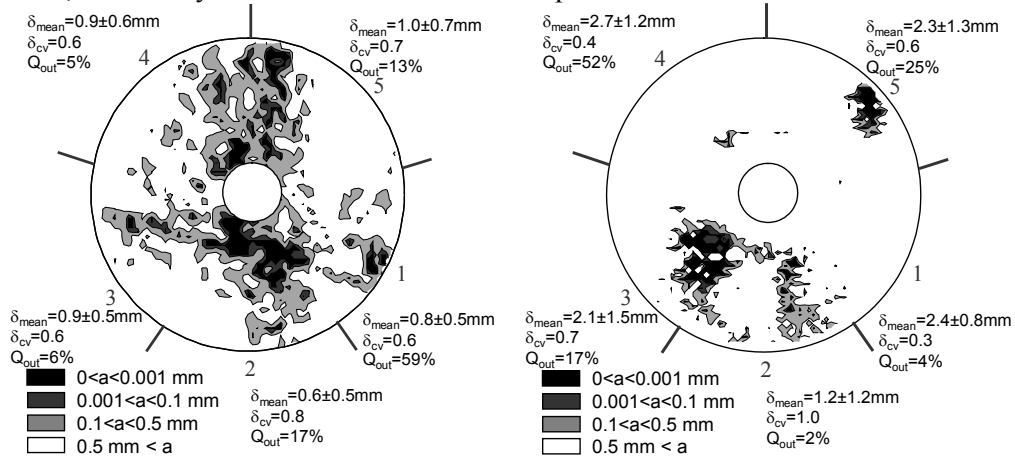 δmean=0.9±0.6mm
δcv=0.6
Qout=5%
4
δmean=1.0±0.7mm
δcv=0.7
Qout=13%
5
δmean=0.9±0.5mm
δcv=0.6
Qout=6%
3
1
δmean=0.8±0.5mm
δcv=0.6
Qout=59%
2
δmean=0.6±0.5mm
δcv=0.8
Qout=17%
0<a<0.001 mm
0.001<a<0.1 mm
0.1<a<0.5 mm
0.5 mm < a
δmean=2.7±1.2mm
δcv=0.4
Qout=52%
4
δmean=2.3±1.3mm
δcv=0.6
Qout=25%
5
δmean=2.1±1.5mm
δcv=0.7
Qout=17%
3
1
δmean=2.4±0.8mm
δcv=0.3
Qout=4%
2
δmean=1.2±1.2mm
δcv=1.0
Qout=2%
0<a<0.001 mm
0.001<a<0.1 mm
0.1<a<0.5 mm
0.5 mm < a